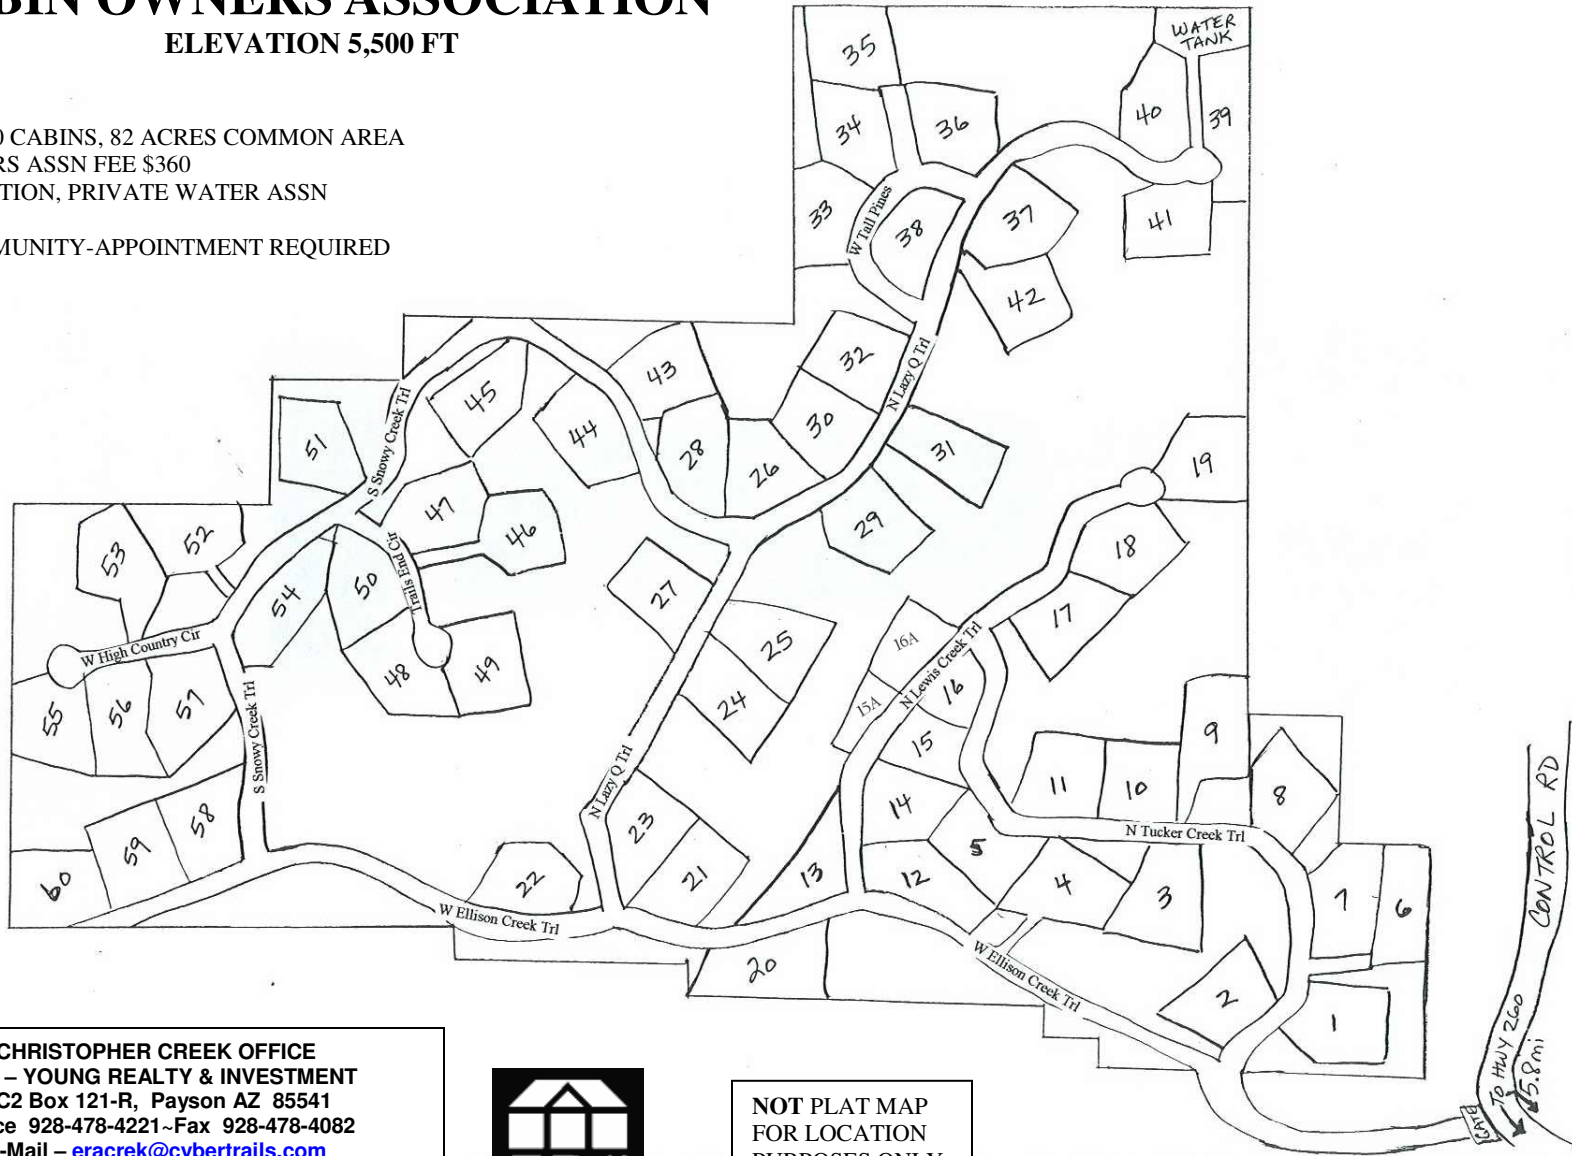 BIN OWNERS ASSOCIATION
ELEVATION 5,500 FT
0 CABINS, 82 ACRES COMMON AREA
RS ASSN FEE $360
TION, PRIVATE WATER ASSN
MUNITY-APPOINTMENT REQUIRED
WATER
TANK
35
34
36
40
39
33
W Tall Pines
38
37
41
42
32
43
45
N Lazy Q Trl
S Snowy Creek Trl
51
44
28
26
30
31
19
47
46
29
18
53
52
54
50
Trails End Cir
27
17
W High Country Cir
25
16A
N Lewis Creek Trl
16
15A
48
49
24
55
56
57
S Snowy Creek Trl
15
9
11
10
8
N Lazy Q Trl
14
23
N Tucker Creek Trl
58
59
60
22
21
13
12
5
4
3
7
6
W Ellison Creek Trl
20
W Ellison Creek Trl
2
1
CONTROL RD
TO HWY 260
5.8mi
GATE
CHRISTOPHER CREEK OFFICE
– YOUNG REALTY & INVESTMENT
C2 Box 121-R, Payson AZ 85541
ce 928-478-4221~Fax 928-478-4082
-Mail – eracrek@cybertrails.com
NOT PLAT MAP
FOR LOCATION
PURPOSES ONLY